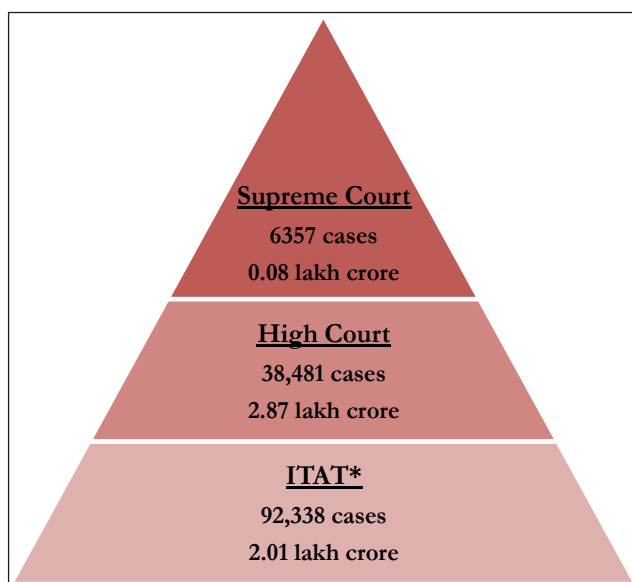 Supreme Court
6357 cases
0.08 lakh crore
High Court
38,481 cases
2.87 lakh crore
ITAT*
92,338 cases
2.01 lakh crore